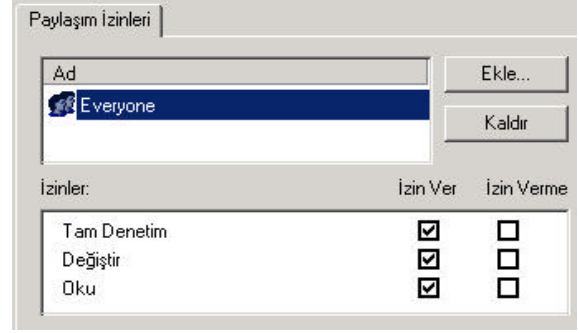 Paylaşım İzinleri
Ad
Ekle...
Everyone
Kaldır
İzinler: İzin Ver İzin Verme
Tam Denetim
Değiştir
Oku